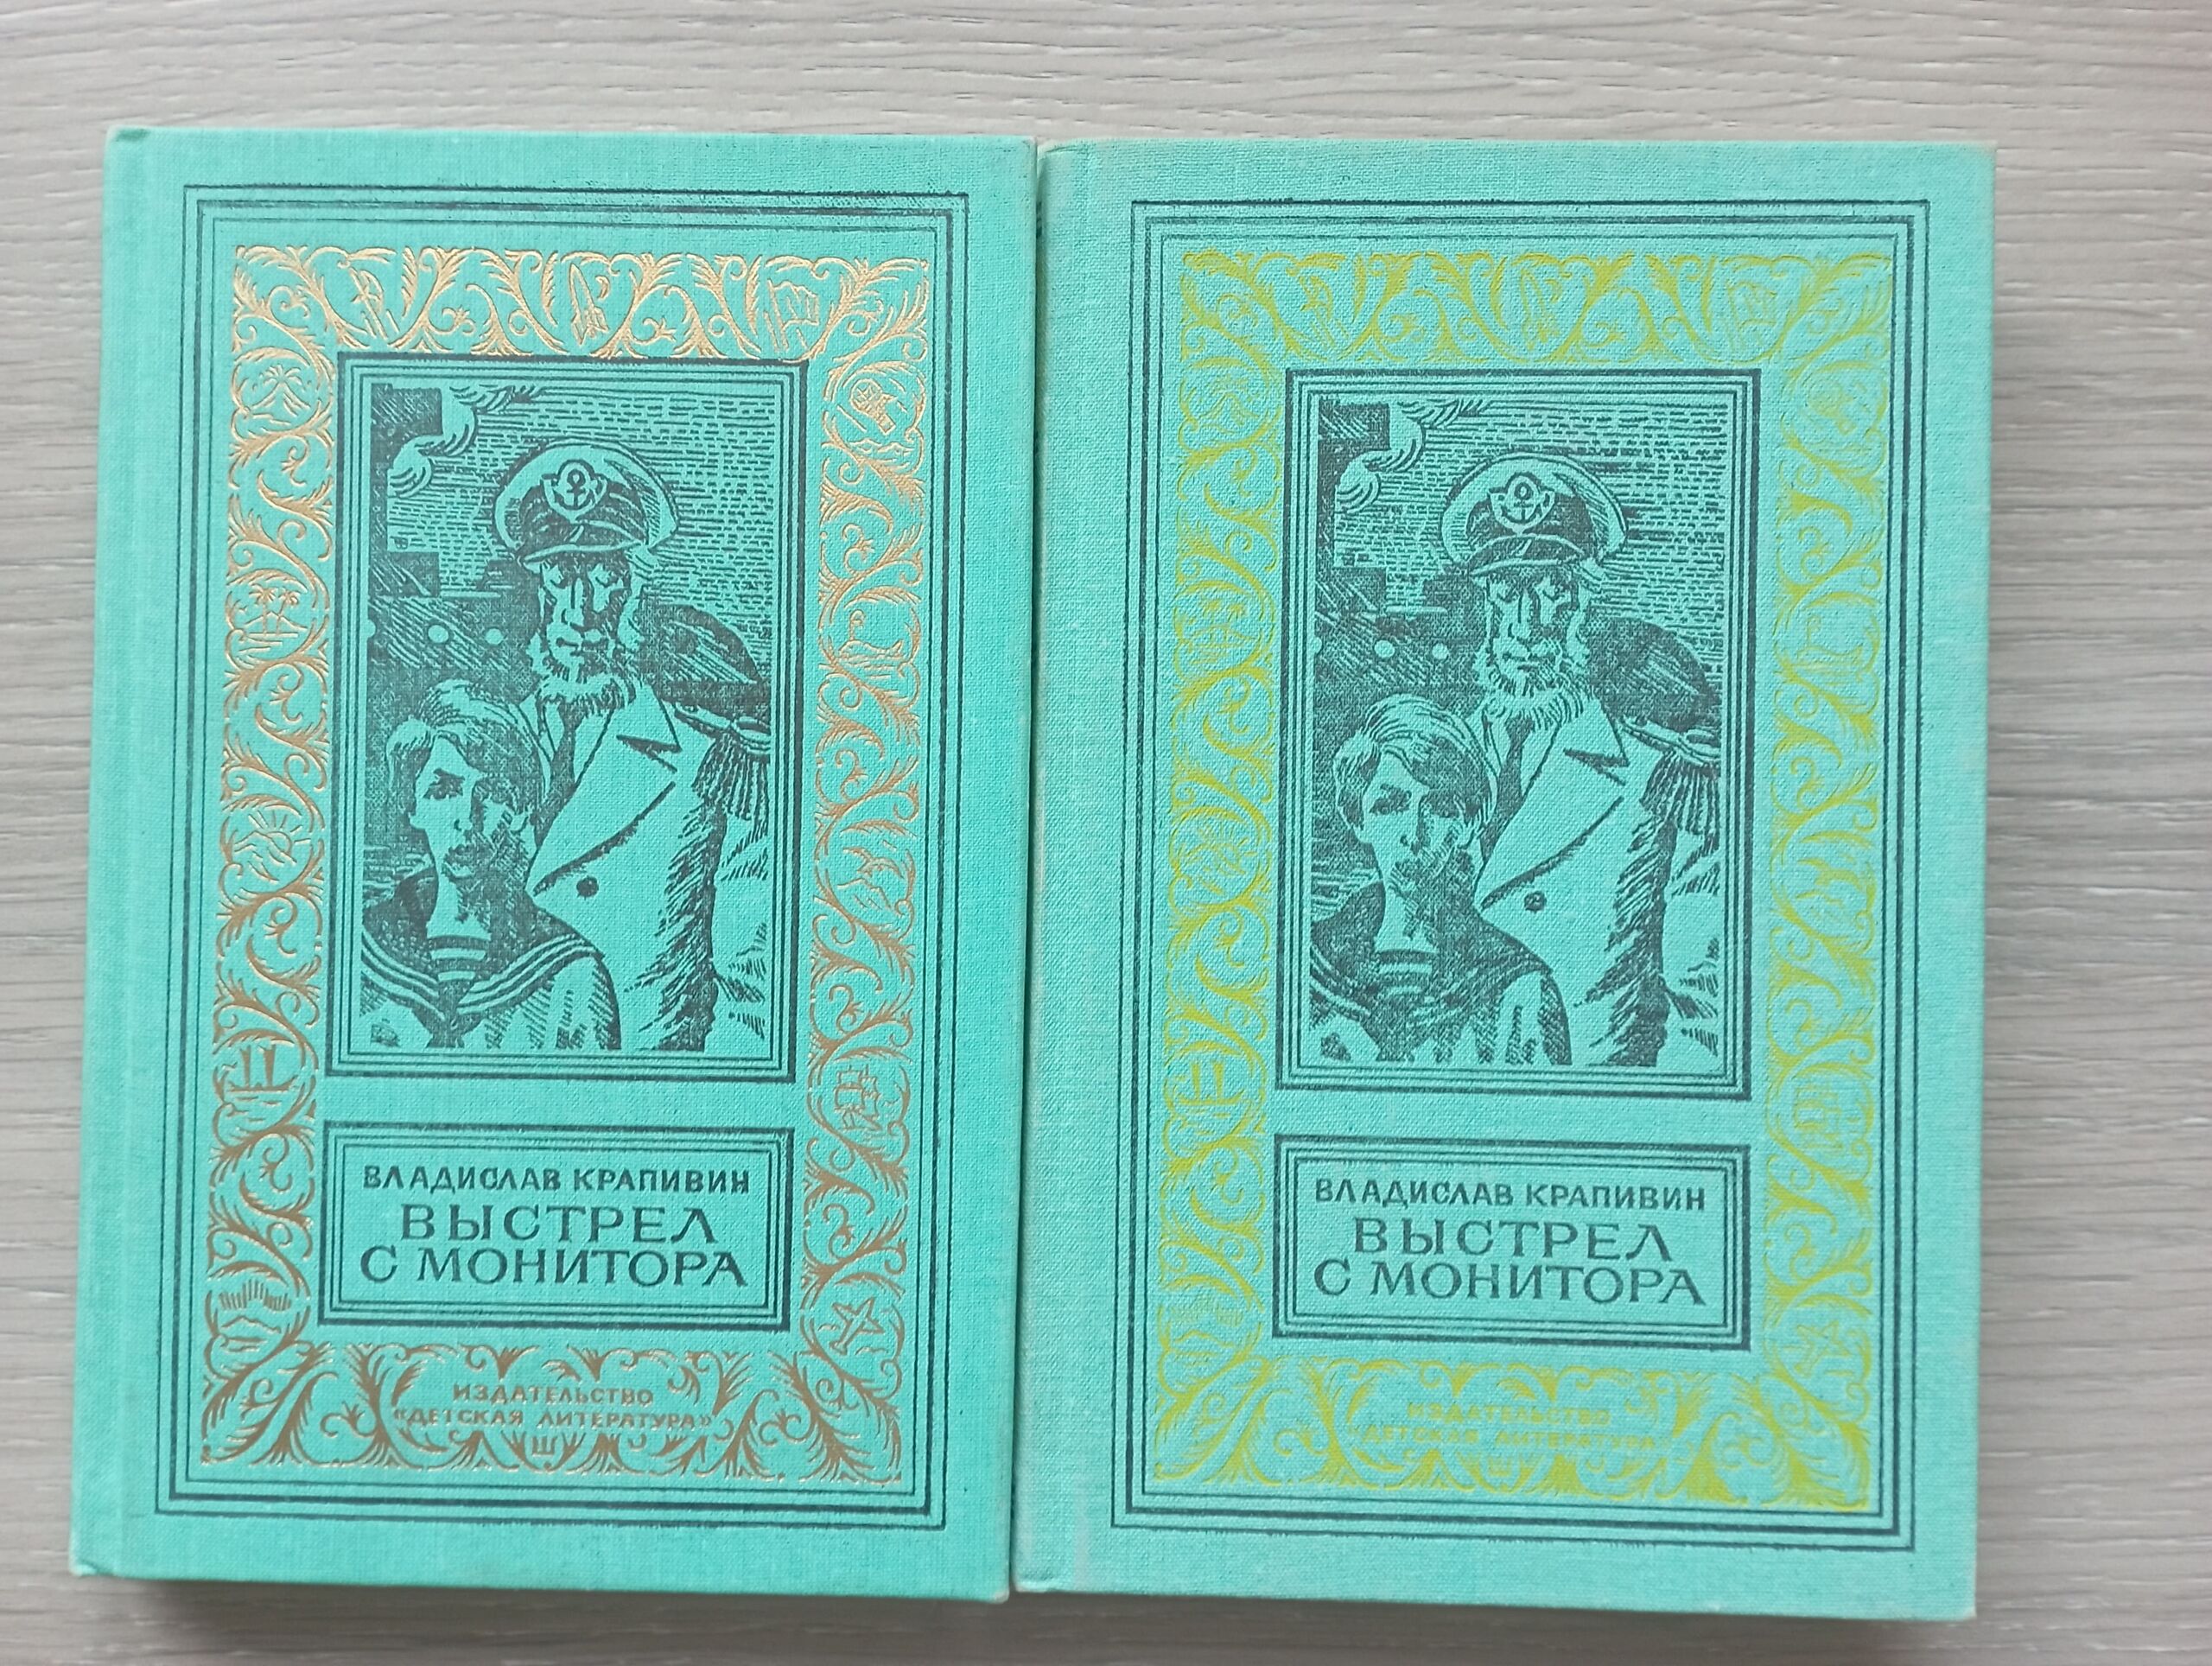 ВЛАДИСЛАВ КРАПИВИН
ВЫСТРЕЛ
С МОНИТОРА
ИЗДАТЕЛЬСТВО
«ДЕТСКАЯ ЛИТЕРАТУРА»
ВЛАДИСЛАВ КРАПИВИН
ВЫСТРЕЛ
С МОНИТОРА
ИЗДАТЕЛЬСТВО
«ДЕТСКАЯ ЛИТЕРАТУРА»